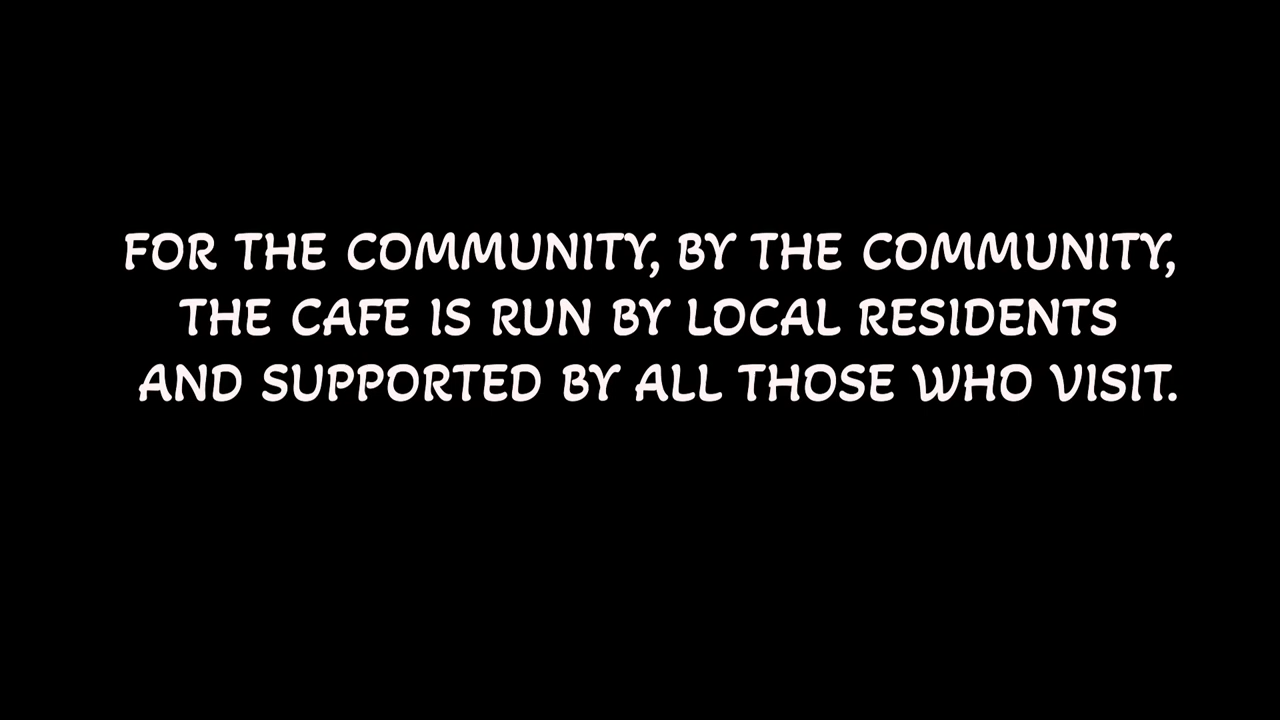 FOR THE COMMUNITY, BY THE COMMUNITY,
THE CAFE IS RUN BY LOCAL RESIDENTS
AND SUPPORTED BY ALL THOSE WHO VISIT.